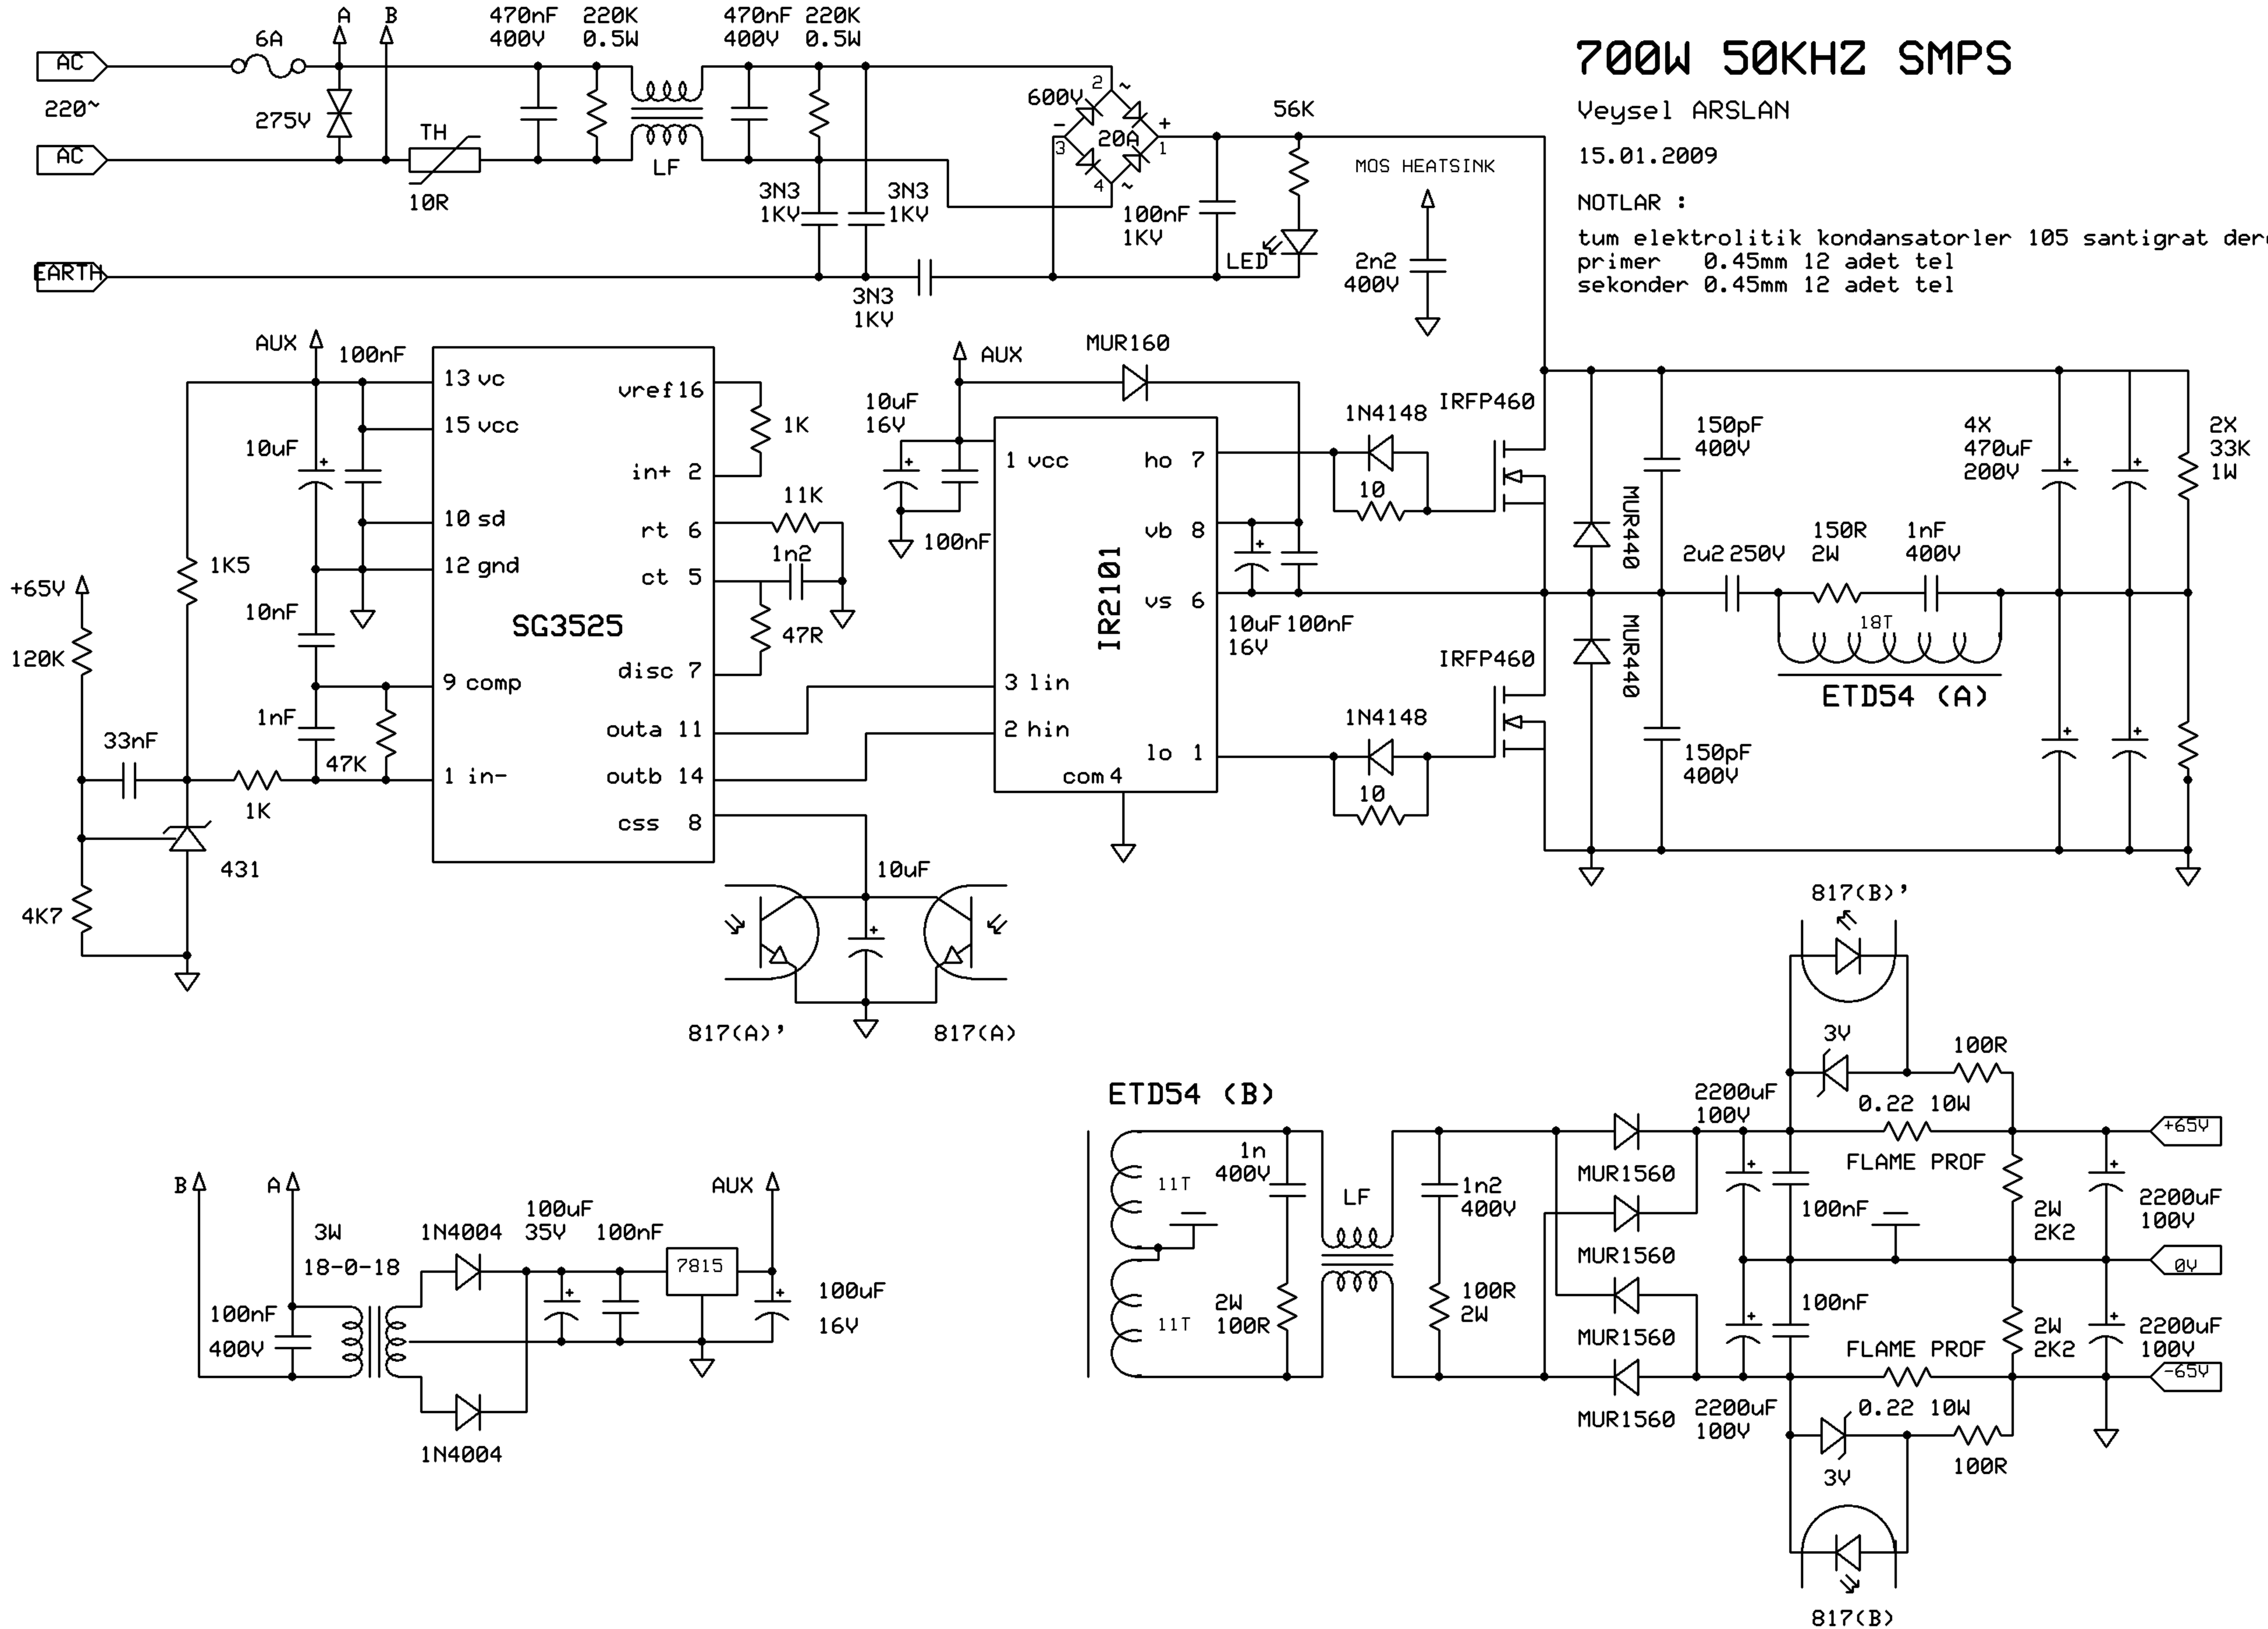 700W 50KHZ SMPS
Veysel ARSLAN
15.01.2009
NOTLAR :
tum elektrolitik kondansatorler 105 santigrat
primer 0.45mm 12 adet tel
sekonder 0.45mm 12 adet tel
AC
220~
AC
EARTH
6A
A
B
275V
TH
10R
470nF
400V
220K
0.5W
LF
470nF
400V
220K
0.5W
3N3
1KV
3N3
1KV
3N3
1KV
600V
20A
2
~
+
1
-
3
4
~
100nF
1KV
56K
LED
MOS HEATSINK
2n2
400V
AUX
100nF
10uF
1K5
+65V
120K
10nF
1nF
47K
33nF
1K
431
4K7
13 vc
15 vcc
10 sd
12 gnd
9 comp
1 in-
SG3525
vref 16
in+ 2
rt 6
ct 5
disc 7
outa 11
outb 14
css 8
1K
11K
1n2
47R
10uF
817(A)'
817(A)
AUX
MUR160
10uF
16V
100nF
1 vcc
ho 7
vb 8
vs 6
IR2101
3 lin
2 hin
lo 1
com 4
10uF
16V
100nF
1N4148
10
IRFP460
1N4148
10
IRFP460
MUR440
MUR440
150pF
400V
150pF
400V
2u2 250V
150R
2W
1nF
400V
18T
ETD54 (A)
4X
470uF
200V
2X
33K
1W
B
A
3W
18-0-18
100nF
400V
1N4004
1N4004
100uF
35V
100nF
7815
AUX
100uF
16V
ETD54 (B)
11T
11T
1n
400V
2W
100R
LF
1n2
400V
100R
2W
MUR1560
MUR1560
MUR1560
MUR1560
2200uF
100V
2200uF
100V
100nF
100nF
817(B)'
3V
100R
0.22 10W
FLAME PROF
2W
2K2
2200uF
100V
+65V
0V
-65V
2W
2K2
2200uF
100V
FLAME PROF
0.22 10W
3V
100R
817(B)